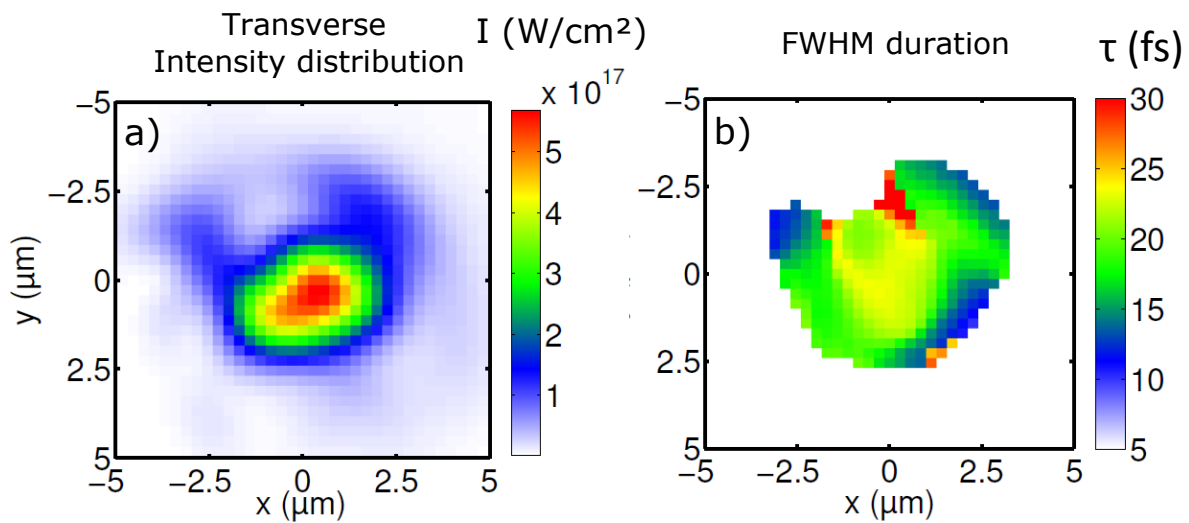 Transverse
Intensity distribution
I (W/cm²)
x 10^17
a)
−5
−2.5
0
2.5
5
y (µm)
−5
−2.5
0
2.5
5
x (µm)
5
4
3
2
1
FWHM duration
τ (fs)
b)
−5
−2.5
0
2.5
5
−5
−2.5
0
2.5
5
x (µm)
30
25
20
15
10
5